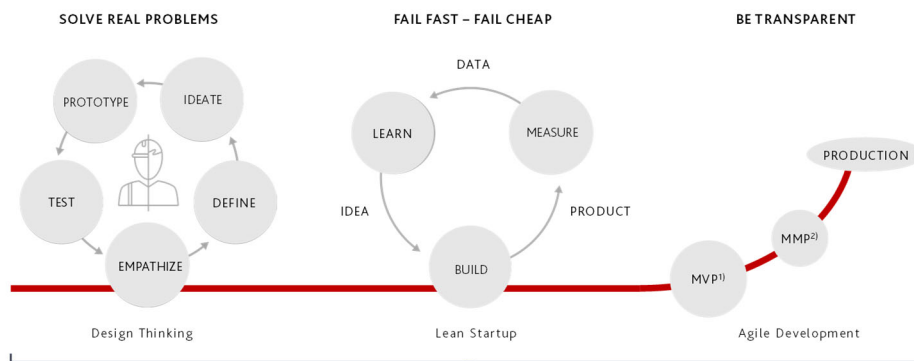 SOLVE REAL PROBLEMS
FAIL FAST – FAIL CHEAP
BE TRANSPARENT
PROTOTYPE
IDEATE
TEST
DEFINE
EMPATHIZE
DATA
LEARN
MEASURE
IDEA
PRODUCT
BUILD
PRODUCTION
MMP²⁾
MVP¹⁾
Design Thinking
Lean Startup
Agile Development